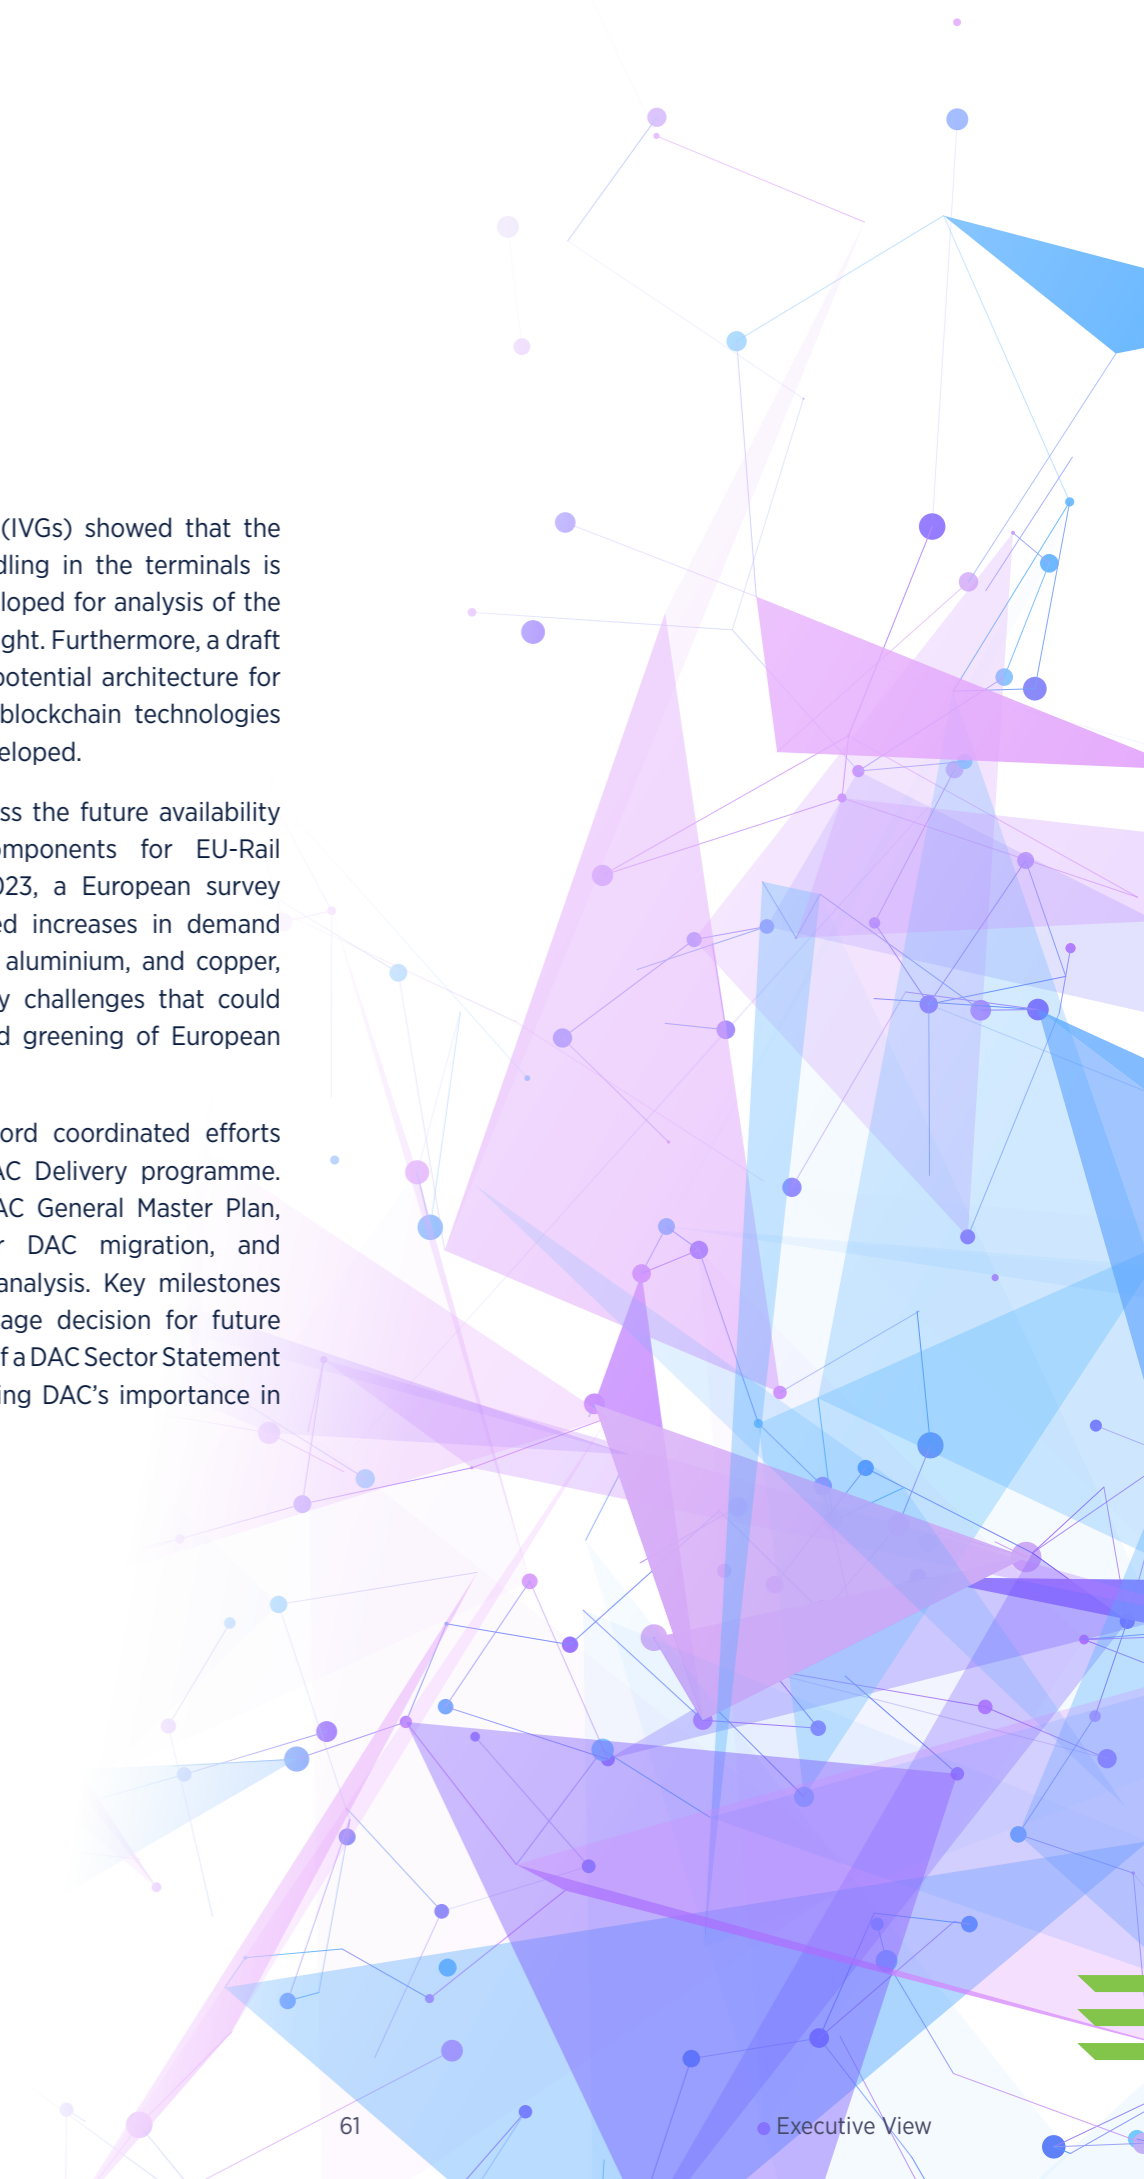 (IVGs) showed that the
dling in the terminals is
loped for analysis of the
ght. Furthermore, a draft
potential architecture for
blockchain technologies
eloped.
ss the future availability
omponents for EU-Rail
023, a European survey
ed increases in demand
aluminium, and copper,
y challenges that could
d greening of European
ord coordinated efforts
AC Delivery programme.
AC General Master Plan,
r DAC migration, and
analysis. Key milestones
age decision for future
f a DAC Sector Statement
ing DAC's importance in
61
Executive View